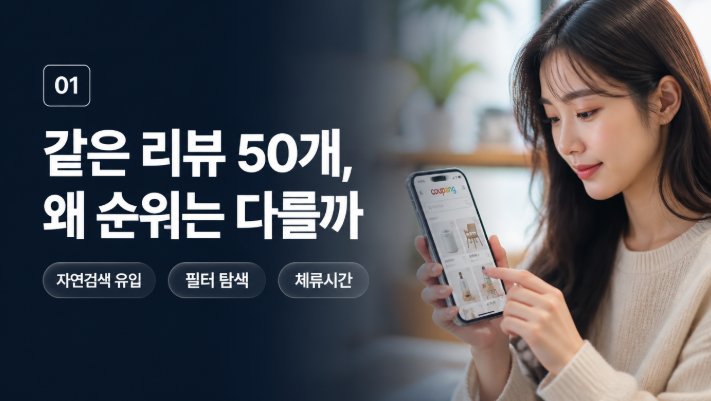 01
같은 리뷰 50개,
왜 순위는 다를까
자연검색 유입
필터 탐색
체류시간
coupang